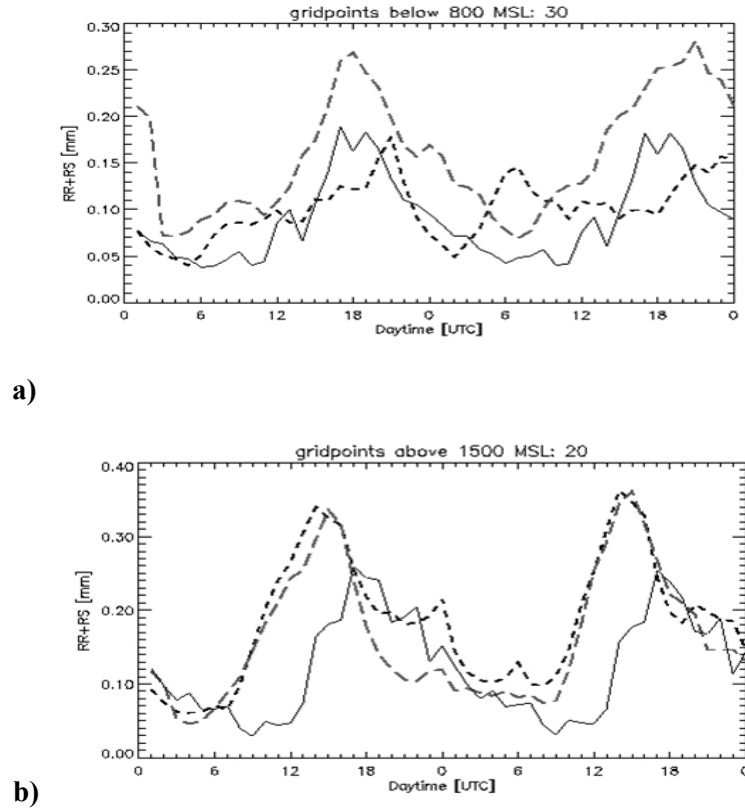 gridpoints below 800 MSL: 30
0.30
0.25
0.20
0.15
0.10
0.05
0.00
RR+RS [mm]
0 6 12 18 0 6 12 18 0
Daytime [UTC]
a)
gridpoints above 1500 MSL: 20
0.40
0.30
0.20
0.10
0.00
RR+RS [mm]
0 6 12 18 0 6 12 18 24
Daytime [UTC]
b)